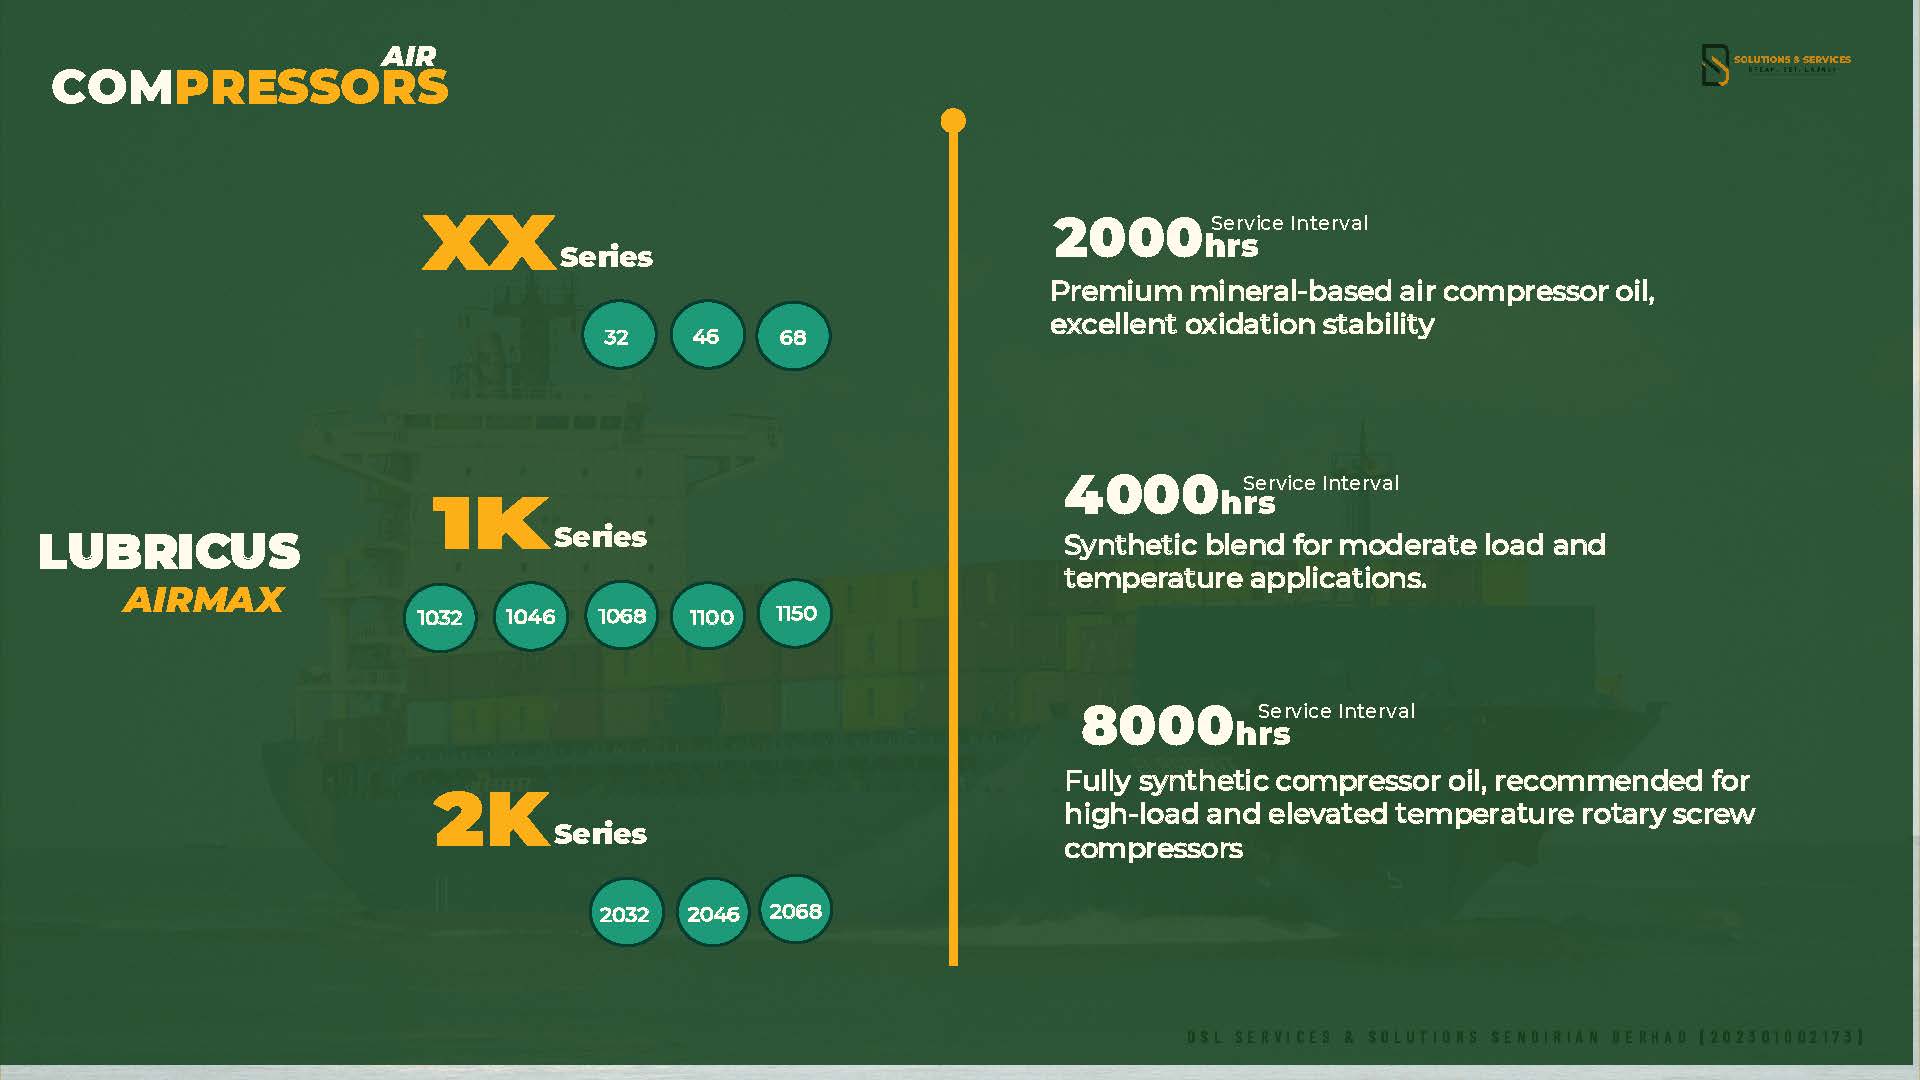 AIR
COMPRESSORS
SOLUTIONS & SERVICES
XX Series
32 46 68
2000hrs Service Interval
Premium mineral-based air compressor oil,
excellent oxidation stability
LUBRICUS
AIRMAX
1K Series
1032 1046 1068 1100 1150
4000hrs Service Interval
Synthetic blend for moderate load and
temperature applications.
2K Series
2032 2046 2068
8000hrs Service Interval
Fully synthetic compressor oil, recommended for
high-load and elevated temperature rotary screw
compressors
DSL SERVICES & SOLUTIONS SENDIRIAN BERHAD [202301002173]